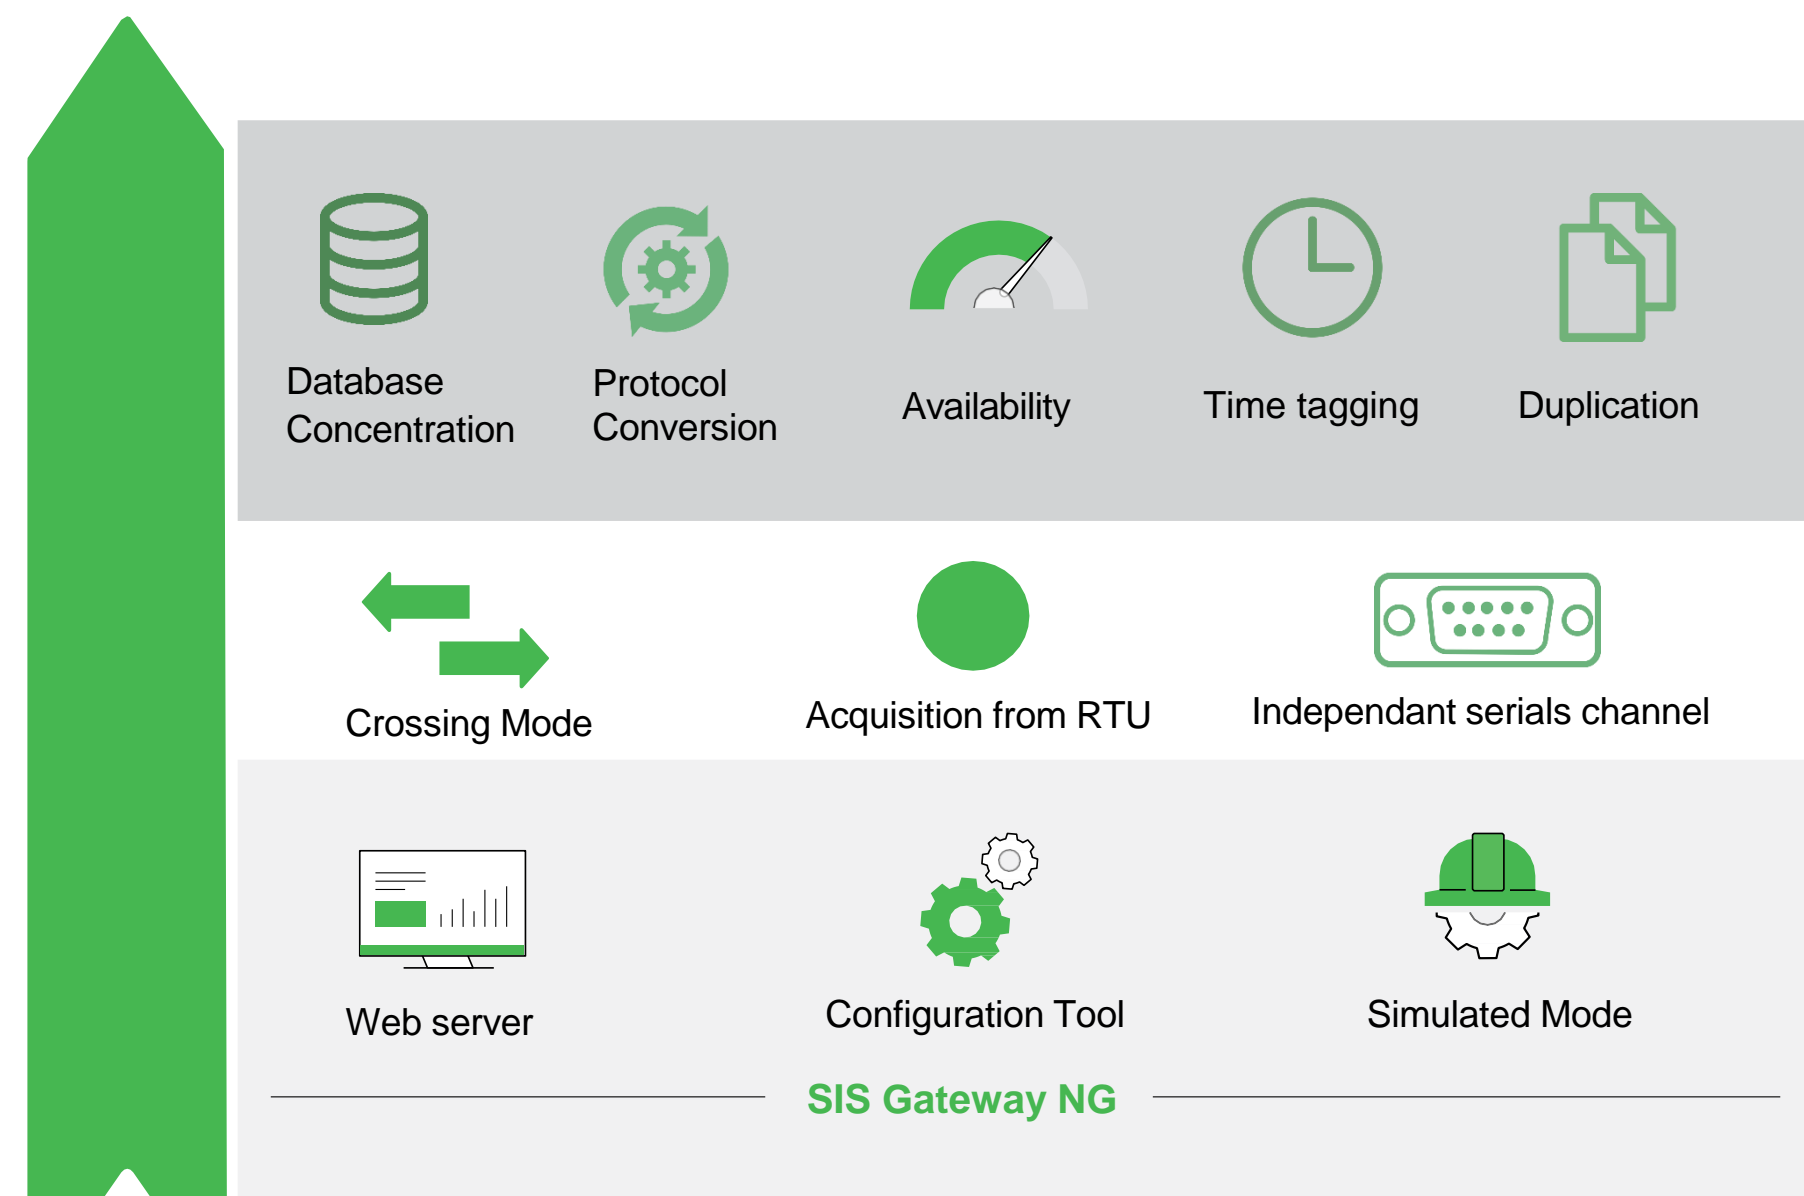 Database
Concentration
Protocol
Conversion
Availability
Time tagging
Duplication
Crossing Mode
Acquisition from RTU
Independant serials channel
Web server
Configuration Tool
Simulated Mode
SIS Gateway NG